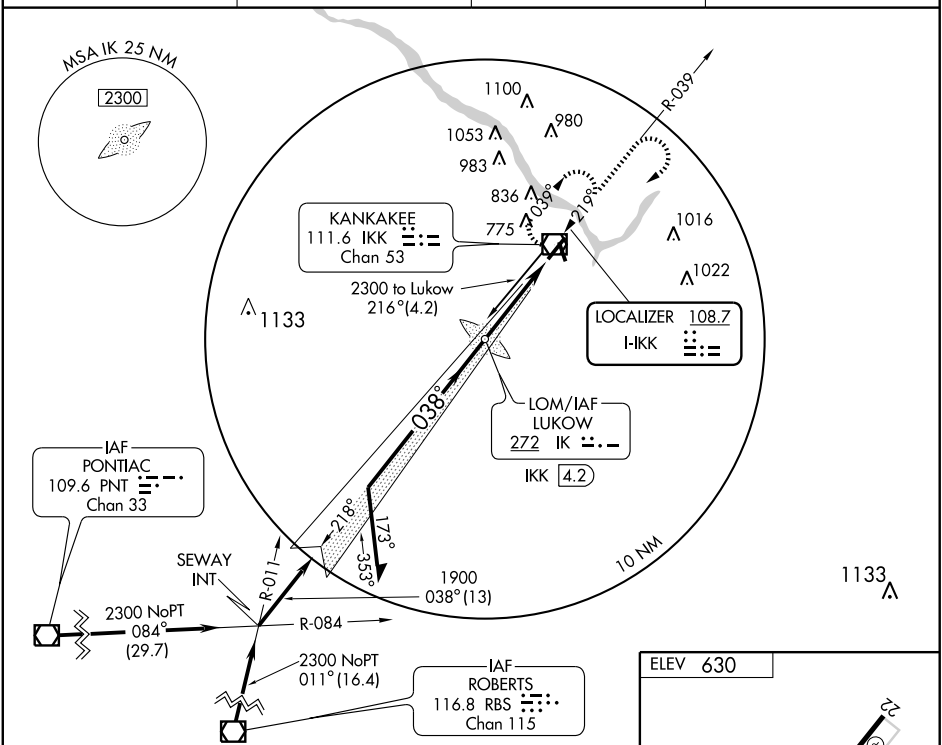 MSA IK 25 NM
2300
1100
980
1053
983
836
775
039°
219°
R-039
1016
1022
KANKAKEE
111.6 IKK
Chan 53
2300 to Lukow
216°(4.2)
1133
LOCALIZER 108.7
I-IKK
038°
LOM/IAF
LUKOW
272 IK
IKK 4.2
IAF
PONTIAC
109.6 PNT
Chan 33
218°
173°
353°
10 NM
SEWAY
INT
R-011
1900
038°(13)
1133
2300 NoPT
084°
(29.7)
R-084
2300 NoPT
011°(16.4)
IAF
ROBERTS
116.8 RBS
Chan 115
ELEV 630
22